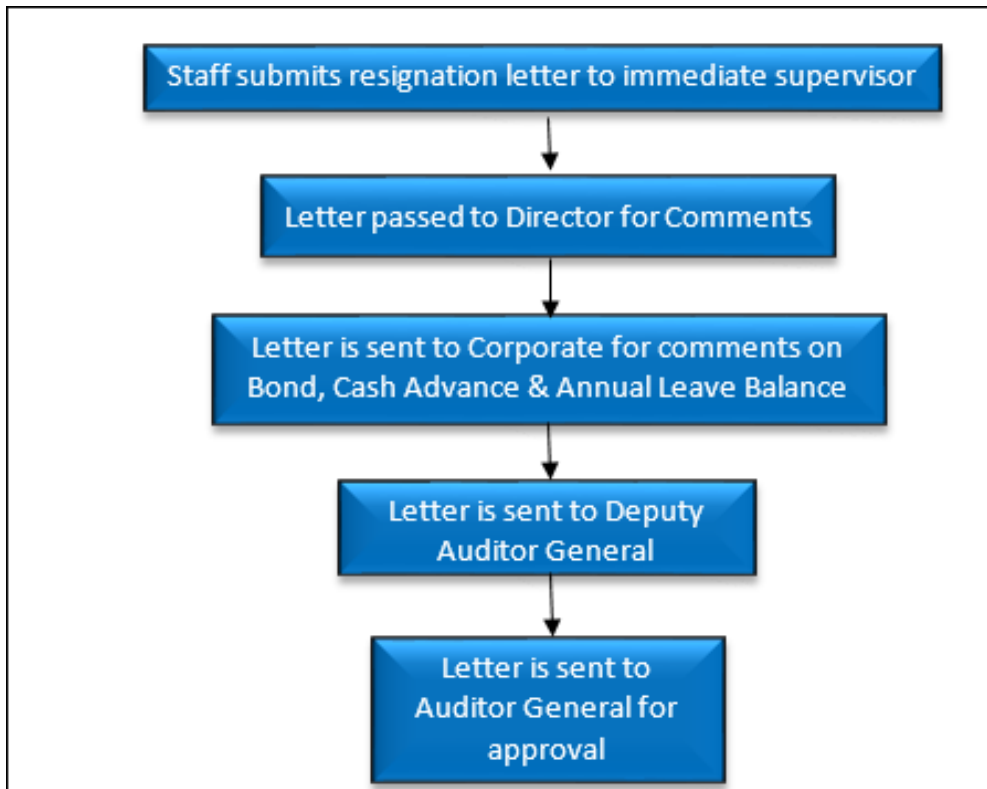 Staff submits resignation letter to immediate supervisor
Letter passed to Director for Comments
Letter is sent to Corporate for comments on
Bond, Cash Advance & Annual Leave Balance
Letter is sent to Deputy
Auditor General
Letter is sent to
Auditor General for
approval